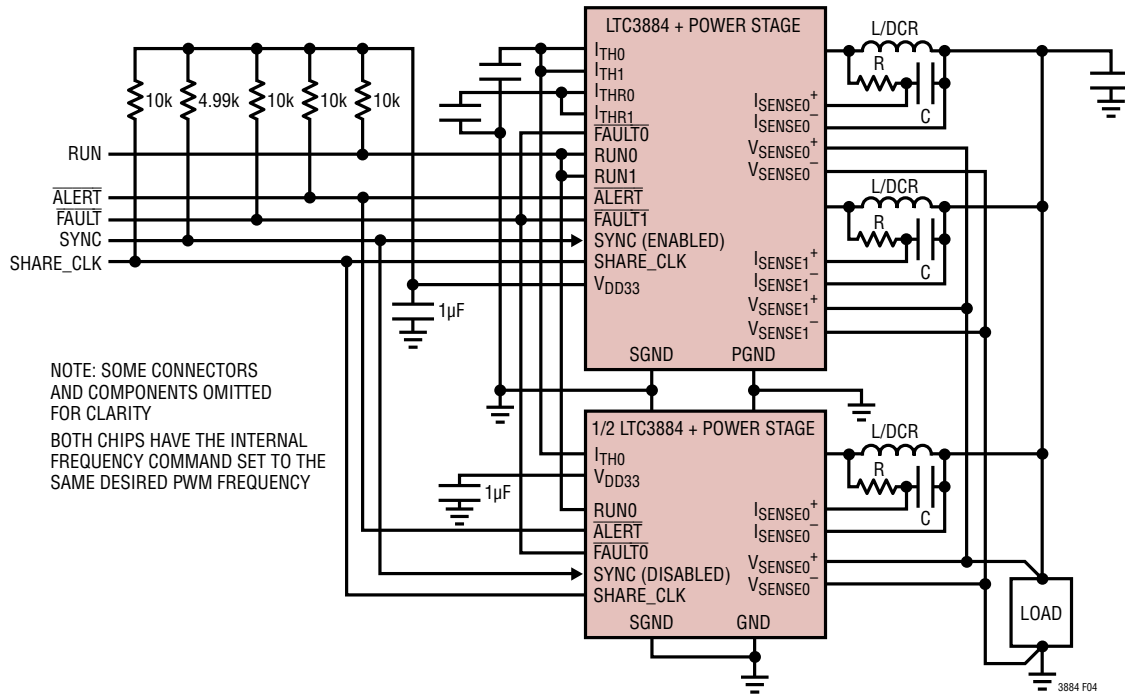 LTC3884 + POWER STAGE
10k
4.99k
10k
10k
10k
RUN
ALERT
FAULT
SYNC
SHARE_CLK
1µF
ITH0
ITH1
ITHR0
ITHR1
FAULT0
RUN0
RUN1
ALERT
FAULT1
SYNC (ENABLED)
SHARE_CLK
VDD33
SGND
PGND
ISENSE0+
ISENSE0–
VSENSE0+
VSENSE0–
ISENSE1+
ISENSE1–
VSENSE1+
VSENSE1–
L/DCR
R
C
L/DCR
R
C
NOTE: SOME CONNECTORS
AND COMPONENTS OMITTED
FOR CLARITY
BOTH CHIPS HAVE THE INTERNAL
FREQUENCY COMMAND SET TO THE
SAME DESIRED PWM FREQUENCY
1/2 LTC3884 + POWER STAGE
ITH0
VDD33
1µF
RUN0
ALERT
FAULT0
SYNC (DISABLED)
SHARE_CLK
SGND
GND
ISENSE0+
ISENSE0–
VSENSE0+
VSENSE0–
L/DCR
R
C
LOAD
3884 F04